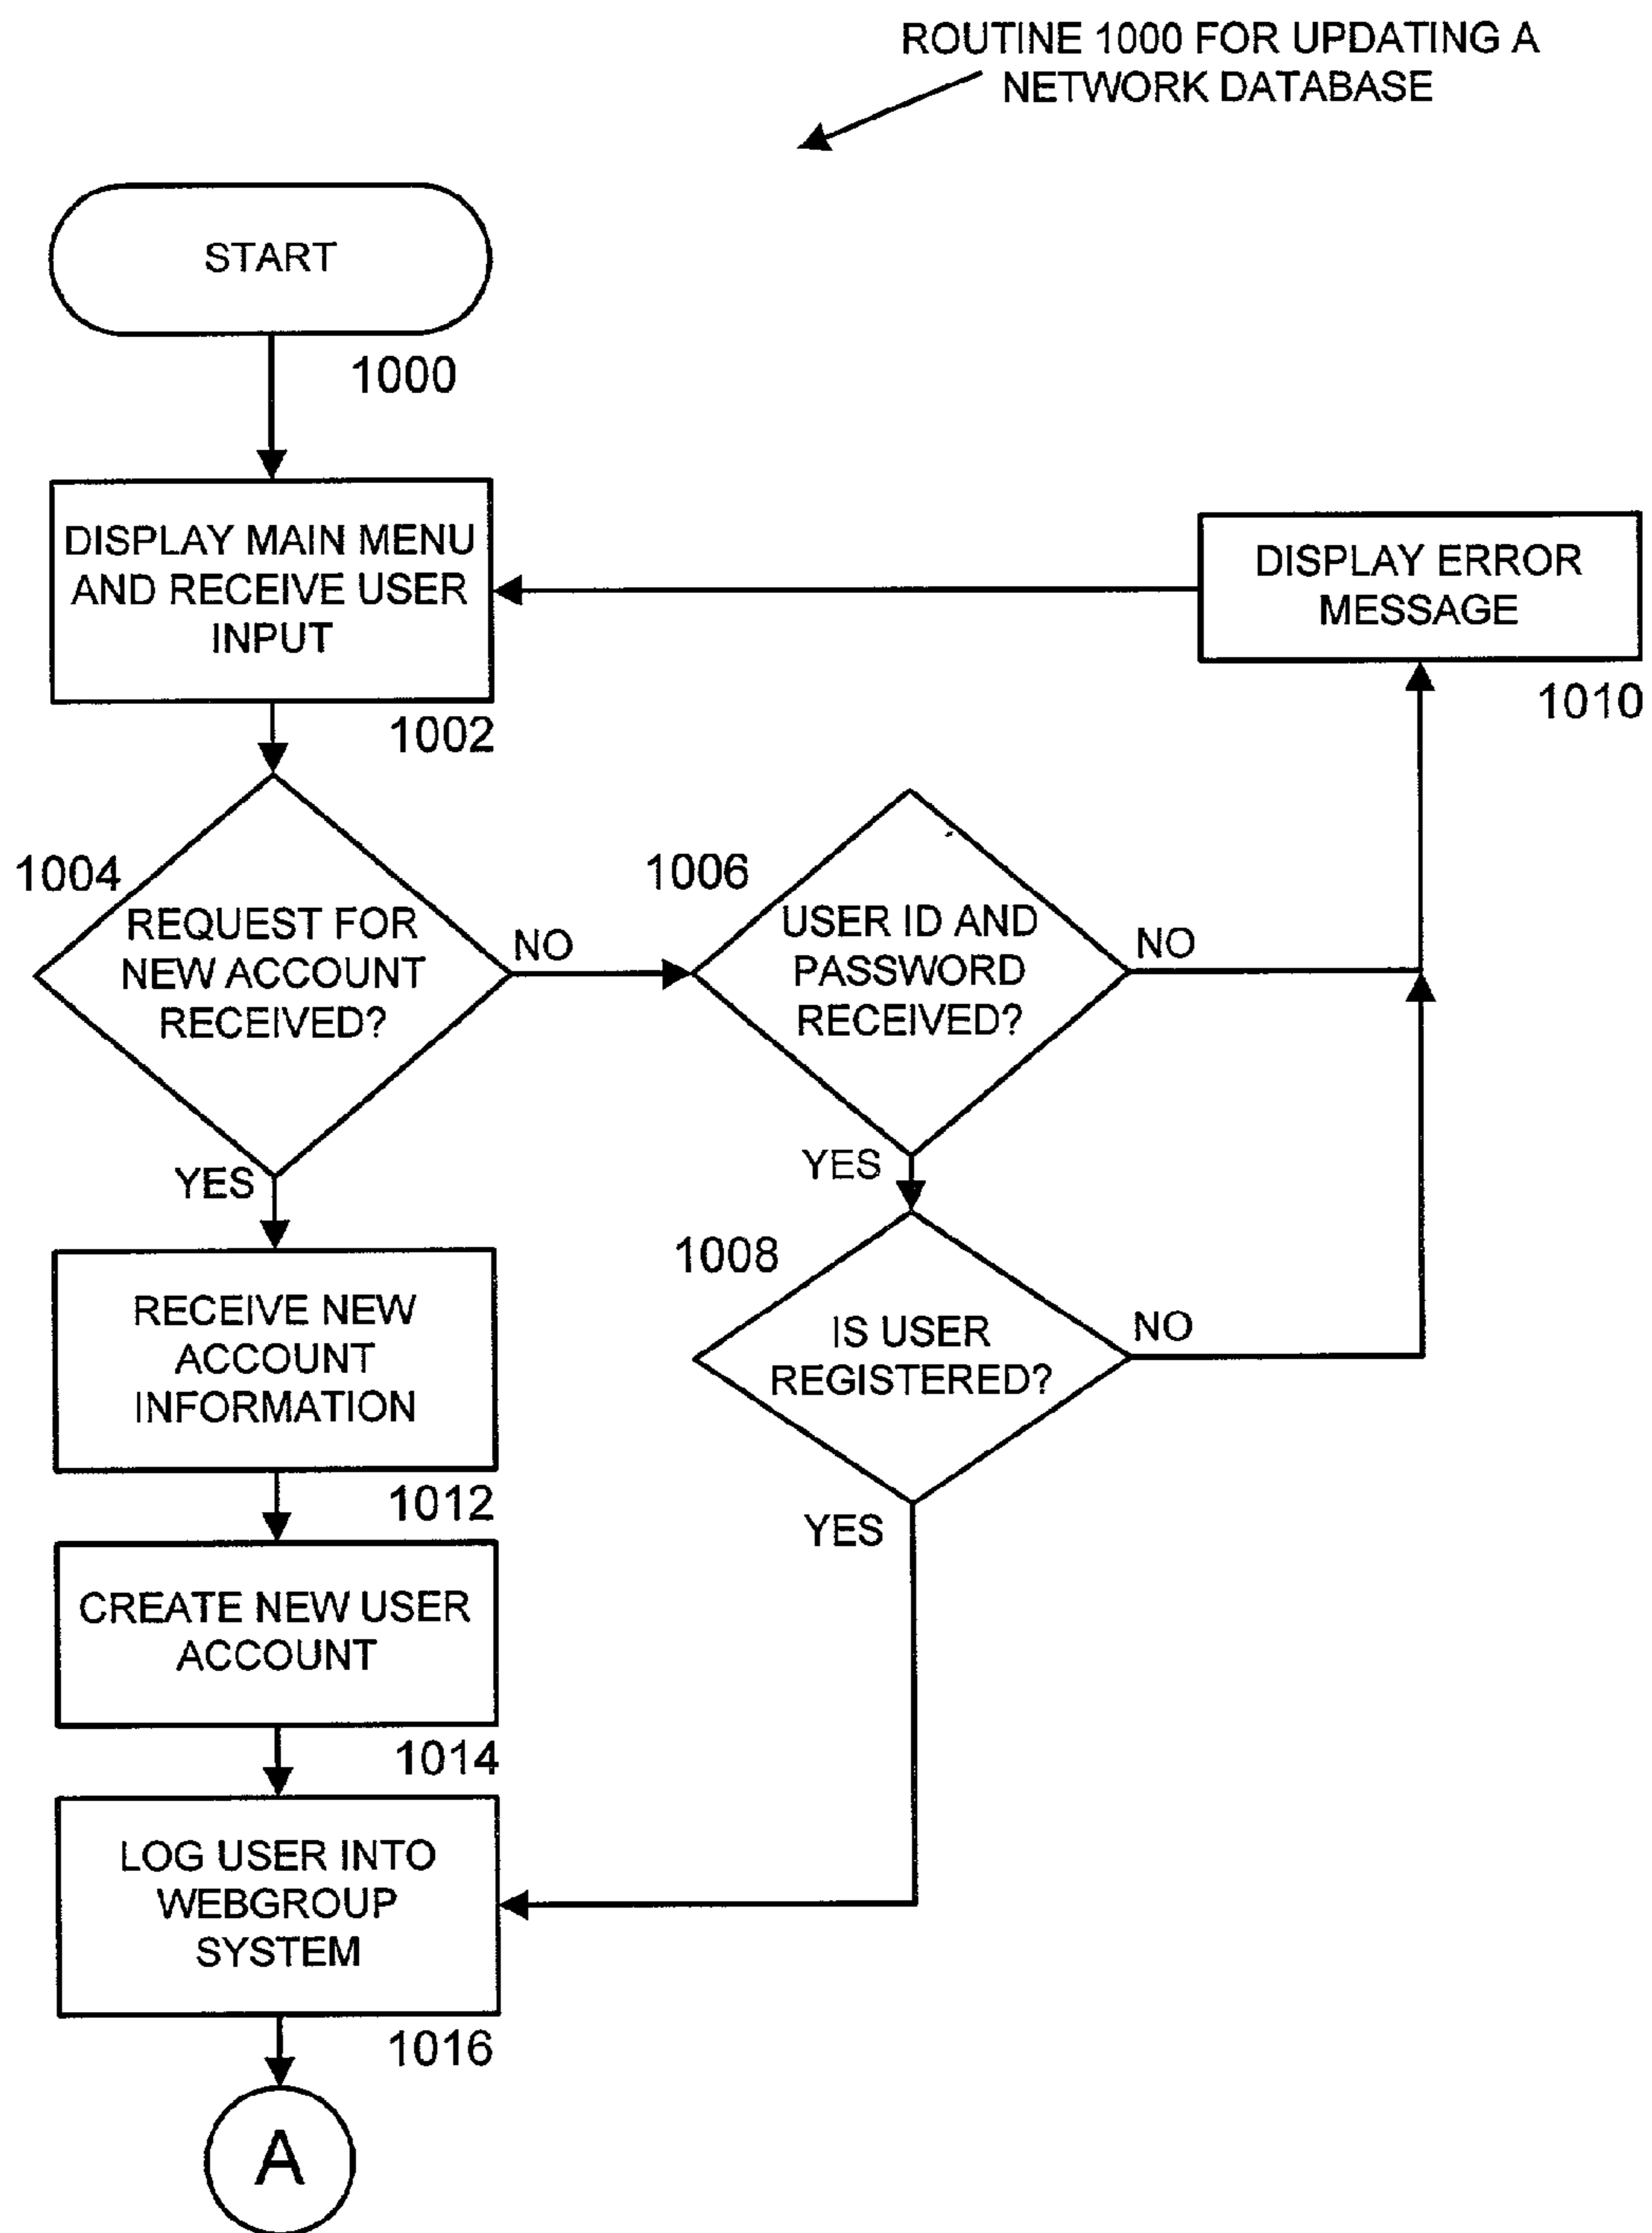 ROUTINE 1000 FOR UPDATING A
NETWORK DATABASE
START
1000
DISPLAY MAIN MENU
AND RECEIVE USER
INPUT
1002
DISPLAY ERROR
MESSAGE
1010
1004
REQUEST FOR
NEW ACCOUNT
RECEIVED?
NO
YES
1006
USER ID AND
PASSWORD
RECEIVED?
NO
YES
1008
IS USER
REGISTERED?
NO
YES
RECEIVE NEW
ACCOUNT
INFORMATION
1012
CREATE NEW USER
ACCOUNT
1014
LOG USER INTO
WEBGROUP
SYSTEM
1016
A